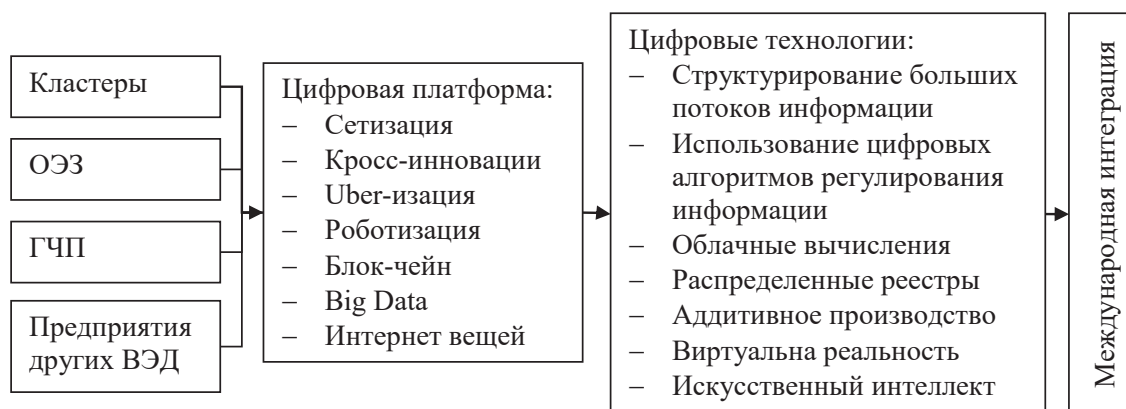 Кластеры
ОЭЗ
ГЧП
Предприятия
других ВЭД
Цифровая платформа:
– Сетизация
– Кросс-инновации
– Uber-изация
– Роботизация
– Блок-чейн
– Big Data
– Интернет вещей
Цифровые технологии:
– Структурирование больших
потоков информации
– Использование цифровых
алгоритмов регулирования
информации
– Облачные вычисления
– Распределенные реестры
– Аддитивное производство
– Виртуальна реальность
– Искусственный интеллект
Международная интеграция